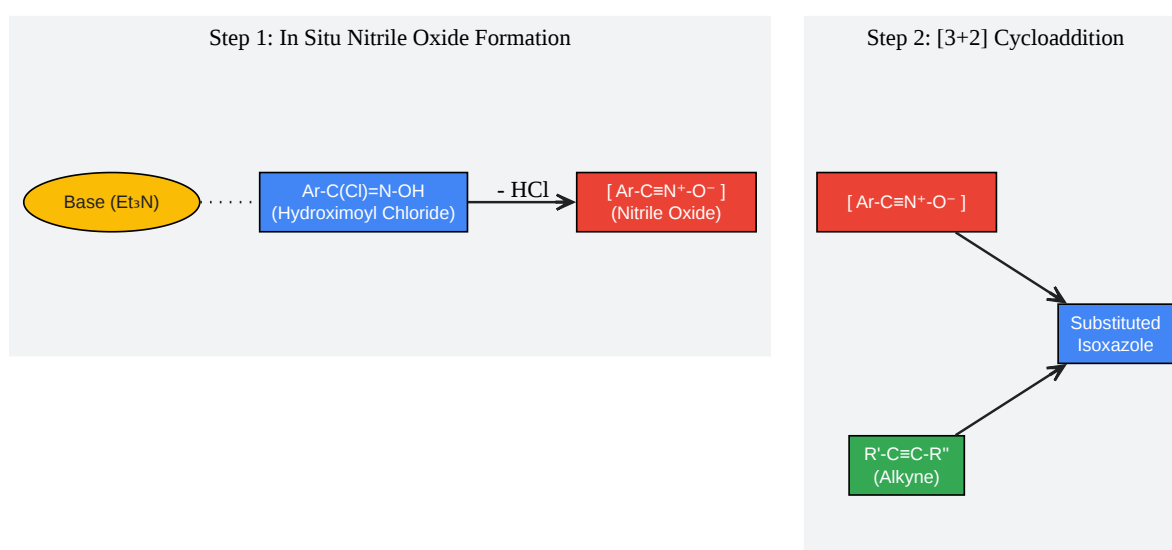 Step 1: In Situ Nitrile Oxide Formation
Base (Et₃N)
Ar-C(Cl)=N-OH
(Hydroximoyl Chloride)
- HCl
[ Ar-C≡N⁺-O⁻ ]
(Nitrile Oxide)
Step 2: [3+2] Cycloaddition
[ Ar-C≡N⁺-O⁻ ]
Substituted
Isoxazole
R'-C≡C-R"
(Alkyne)